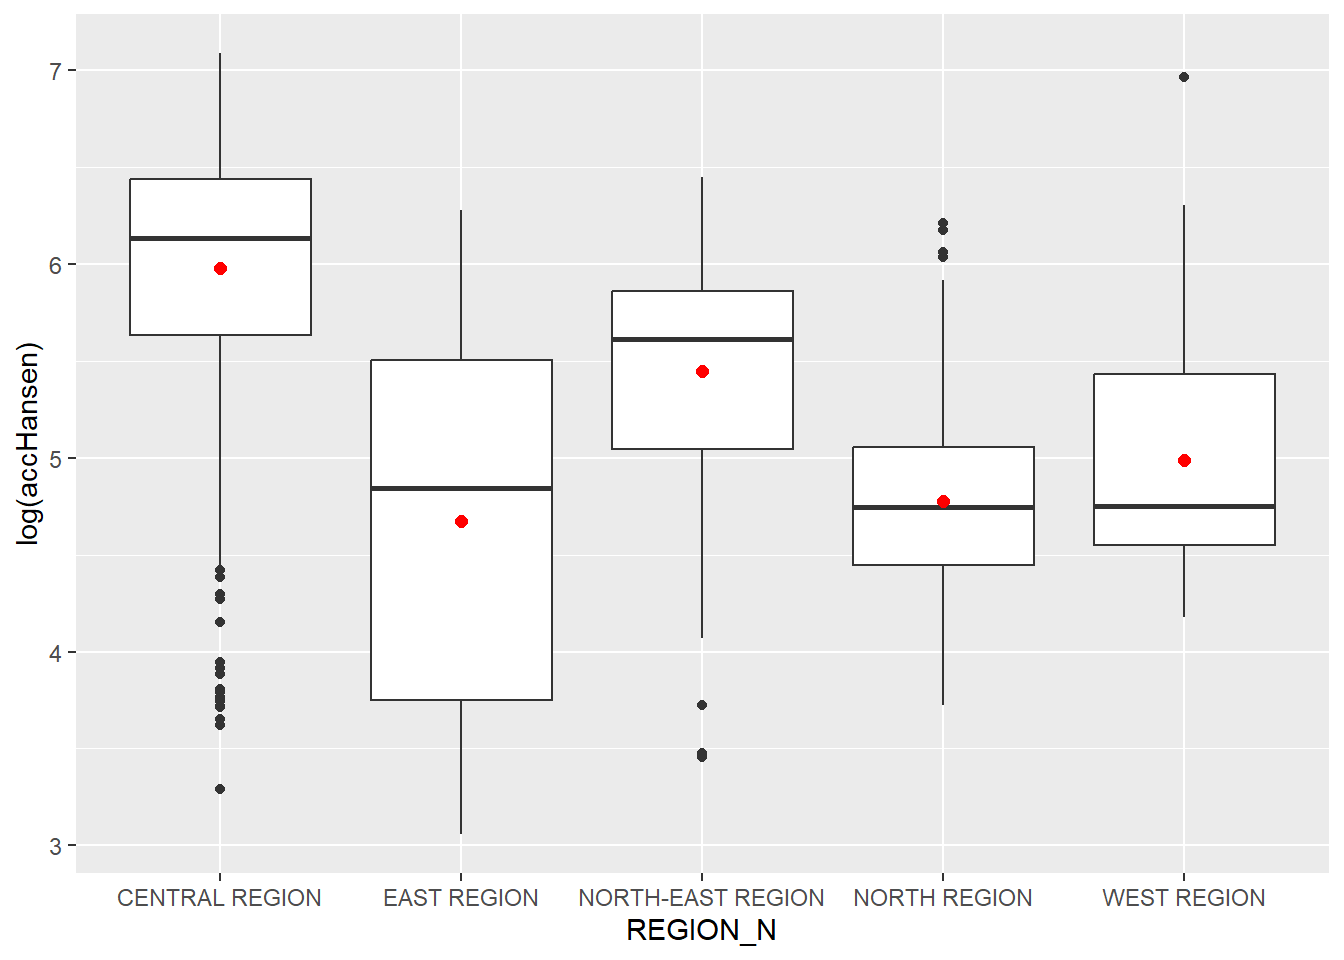 log(accHansen)
7
6
5
4
3
CENTRAL REGION
EAST REGION
NORTH-EAST REGION
NORTH REGION
WEST REGION
REGION_N